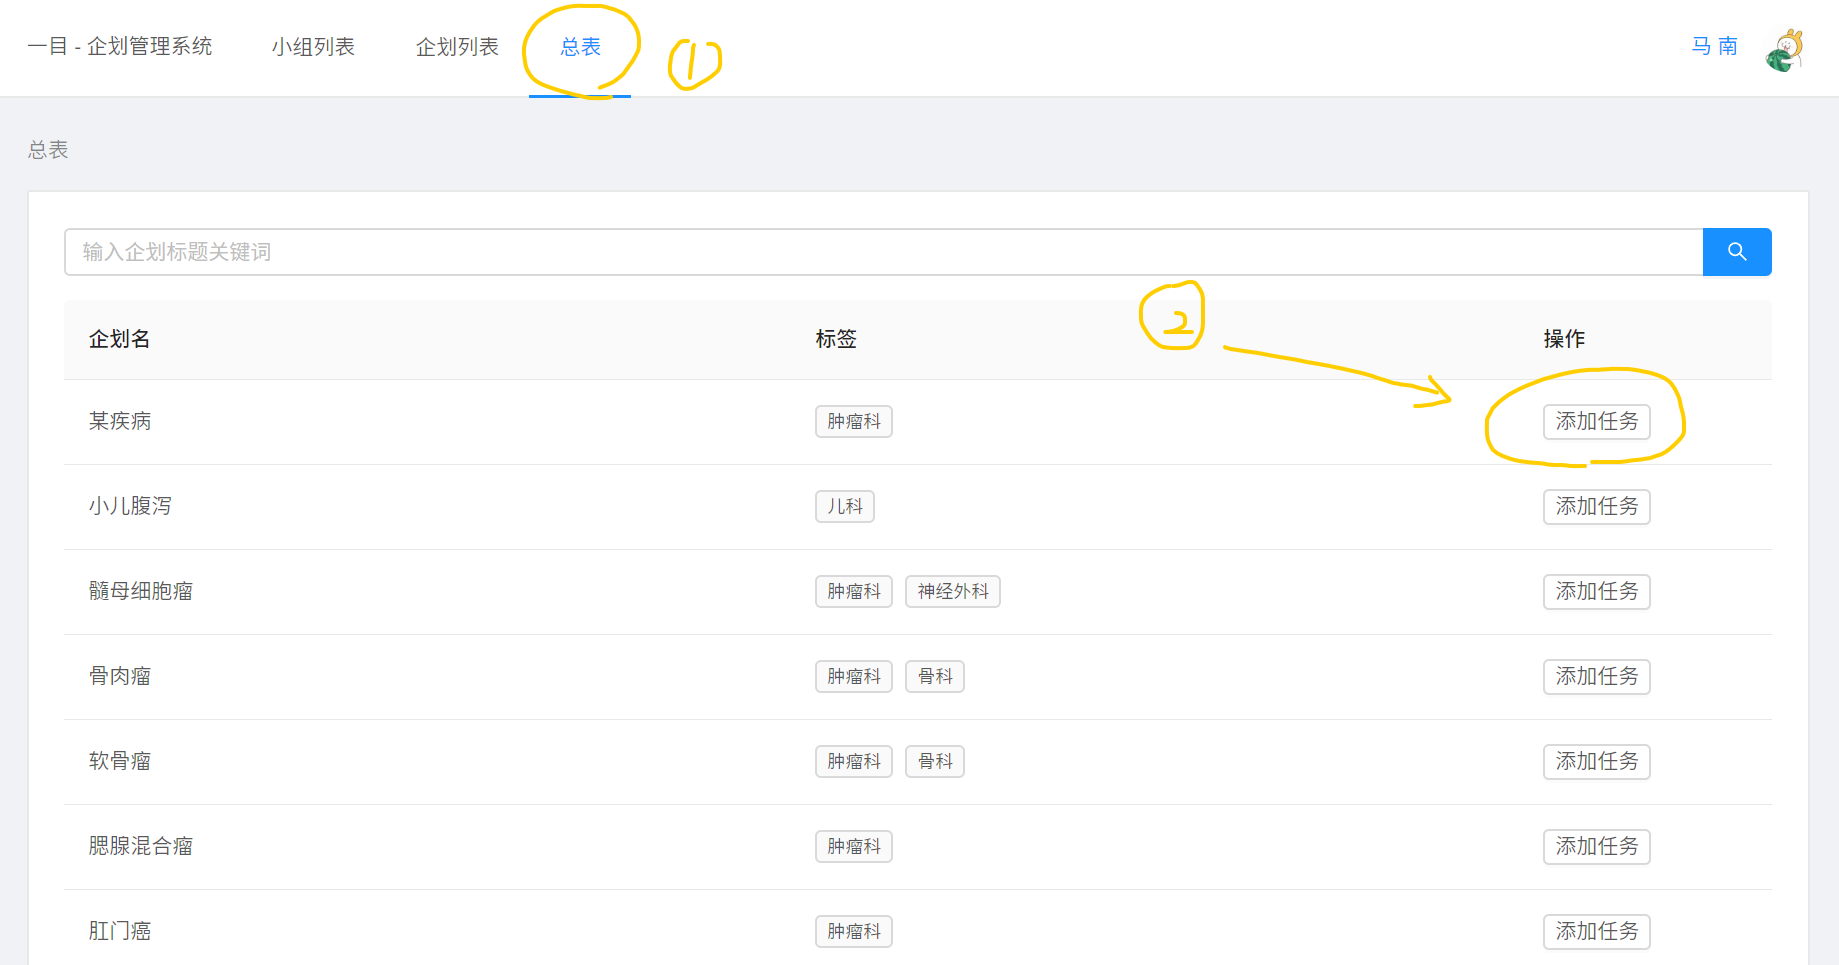 一目 - 企划管理系统 小组列表 企划列表 总表 ① 马 南
总表
输入企划标题关键词
②
企划名 标签 操作
某疾病 肿瘤科 添加任务
小儿腹泻 儿科 添加任务
髓母细胞瘤 肿瘤科 神经外科 添加任务
骨肉瘤 肿瘤科 骨科 添加任务
软骨瘤 肿瘤科 骨科 添加任务
腮腺混合瘤 肿瘤科 添加任务
肛门癌 肿瘤科 添加任务